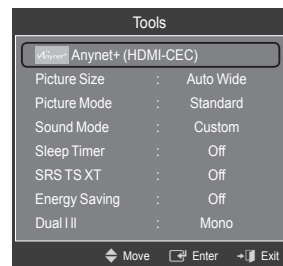 Tools
Anynet+ Anynet+ (HDMI-CEC)
Picture Size : Auto Wide
Picture Mode : Standard
Sound Mode : Custom
Sleep Timer : Off
SRS TS XT : Off
Energy Saving : Off
Dual I II : Mono
Move Enter Exit